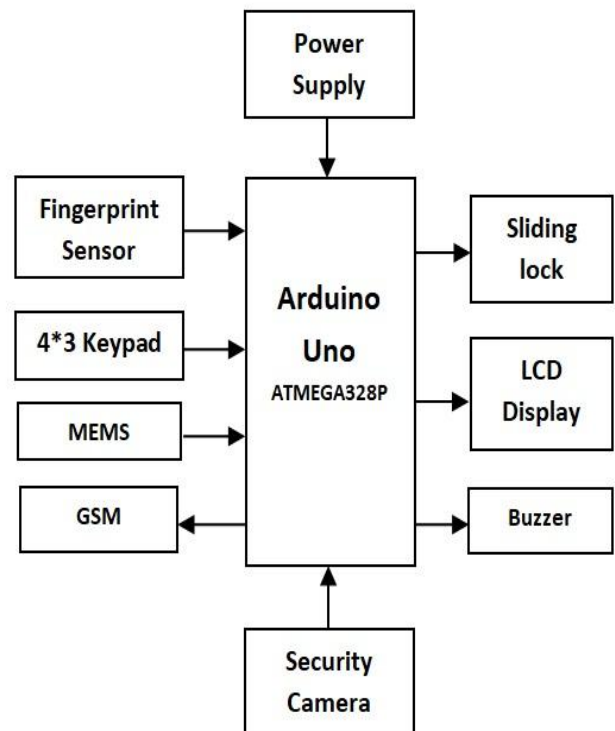 Power
Supply
Fingerprint
Sensor
4*3 Keypad
MEMS
GSM
Arduino
Uno
ATMEGA328P
Sliding
lock
LCD
Display
Buzzer
Security
Camera